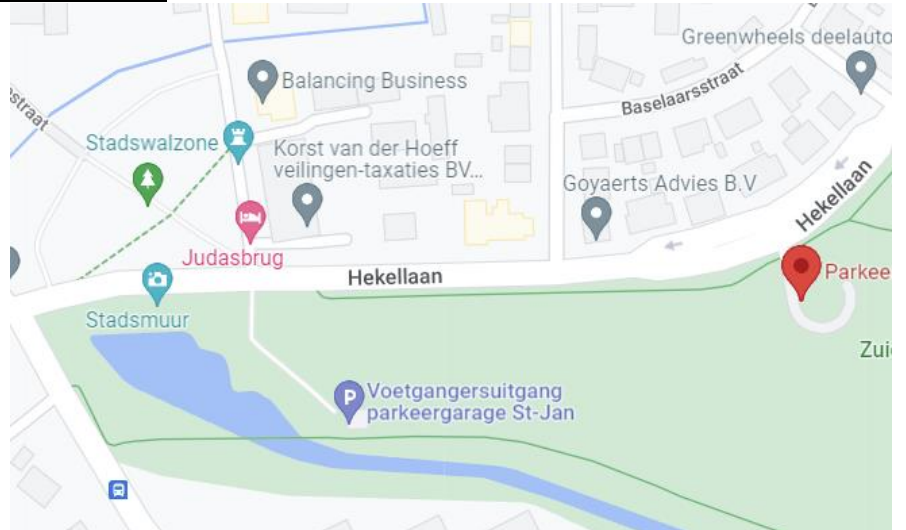 Greenwheels deelauto
Balancing Business
Baselaarsstraat
straat
Stadswalzone
Korst van der Hoeff
veilingen-taxaties BV...
Goyaerts Advies B.V
Hekellaan
Judasbrug
Hekellaan
Parkee
Stadsmuur
Zui
P
Voetgangersuitgang
parkeergarage St-Jan